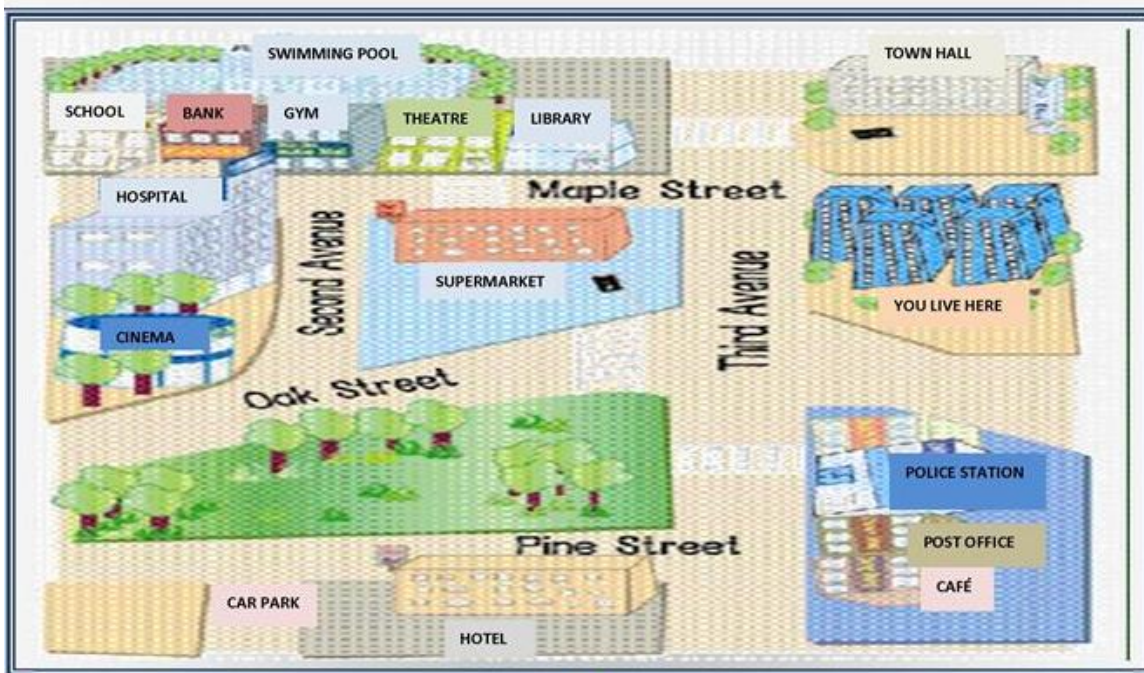 SWIMMING POOL
TOWN HALL
SCHOOL
BANK
GYM
THEATRE
LIBRARY
Maple Street
HOSPITAL
Second Avenue
SUPERMARKET
Third Avenue
YOU LIVE HERE
CINEMA
Oak Street
POLICE STATION
Pine Street
POST OFFICE
CAFÉ
CAR PARK
HOTEL